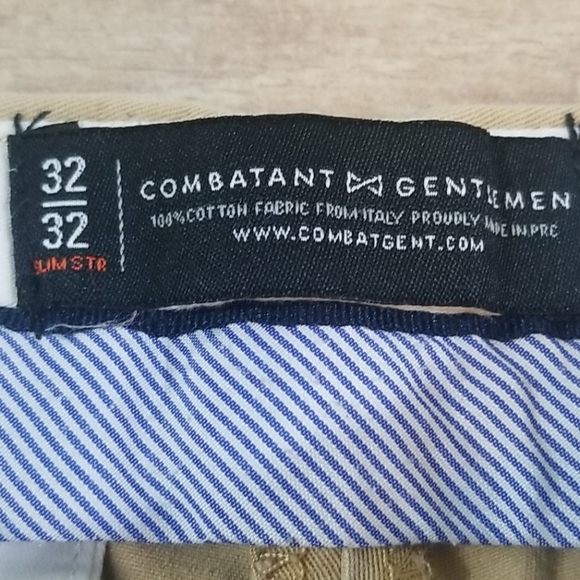 32
32
SLIM STR
COMBATANT GENTLEMEN
100% COTTON FABRIC FROM ITALY PROUDLY MADE IN PRC
WWW.COMBATGENT.COM